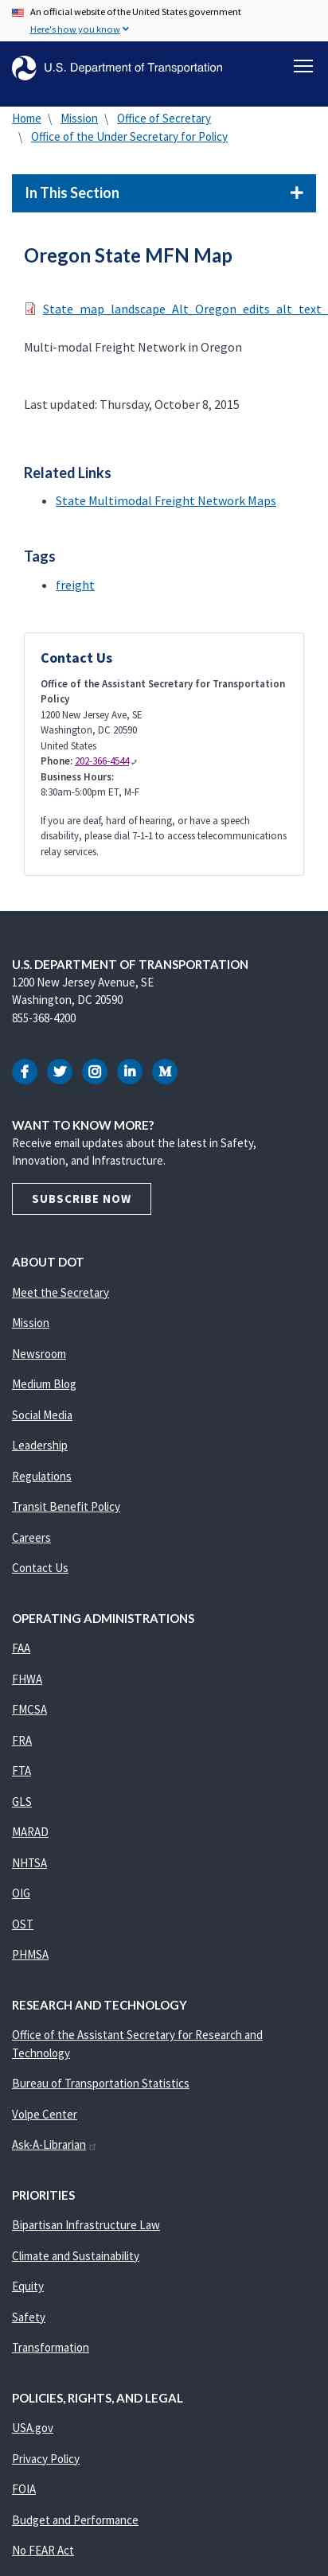 An official website of the United States government
Here's how you know
U.S. Department of Transportation
Home \ Mission \ Office of Secretary
\ Office of the Under Secretary for Policy
In This Section
Oregon State MFN Map
State_map_landscape_Alt_Oregon_edits_alt_text_
Multi-modal Freight Network in Oregon
Last updated: Thursday, October 8, 2015
Related Links
State Multimodal Freight Network Maps
Tags
freight
Contact Us
Office of the Assistant Secretary for Transportation
Policy
1200 New Jersey Ave, SE
Washington, DC 20590
United States
Phone: 202-366-4544
Business Hours:
8:30am-5:00pm ET, M-F
If you are deaf, hard of hearing, or have a speech
disability, please dial 7-1-1 to access telecommunications
relay services.
U.S. DEPARTMENT OF TRANSPORTATION
1200 New Jersey Avenue, SE
Washington, DC 20590
855-368-4200
WANT TO KNOW MORE?
Receive email updates about the latest in Safety,
Innovation, and Infrastructure.
SUBSCRIBE NOW
ABOUT DOT
Meet the Secretary
Mission
Newsroom
Medium Blog
Social Media
Leadership
Regulations
Transit Benefit Policy
Careers
Contact Us
OPERATING ADMINISTRATIONS
FAA
FHWA
FMCSA
FRA
FTA
GLS
MARAD
NHTSA
OIG
OST
PHMSA
RESEARCH AND TECHNOLOGY
Office of the Assistant Secretary for Research and
Technology
Bureau of Transportation Statistics
Volpe Center
Ask-A-Librarian
PRIORITIES
Bipartisan Infrastructure Law
Climate and Sustainability
Equity
Safety
Transformation
POLICIES, RIGHTS, AND LEGAL
USA.gov
Privacy Policy
FOIA
Budget and Performance
No FEAR Act